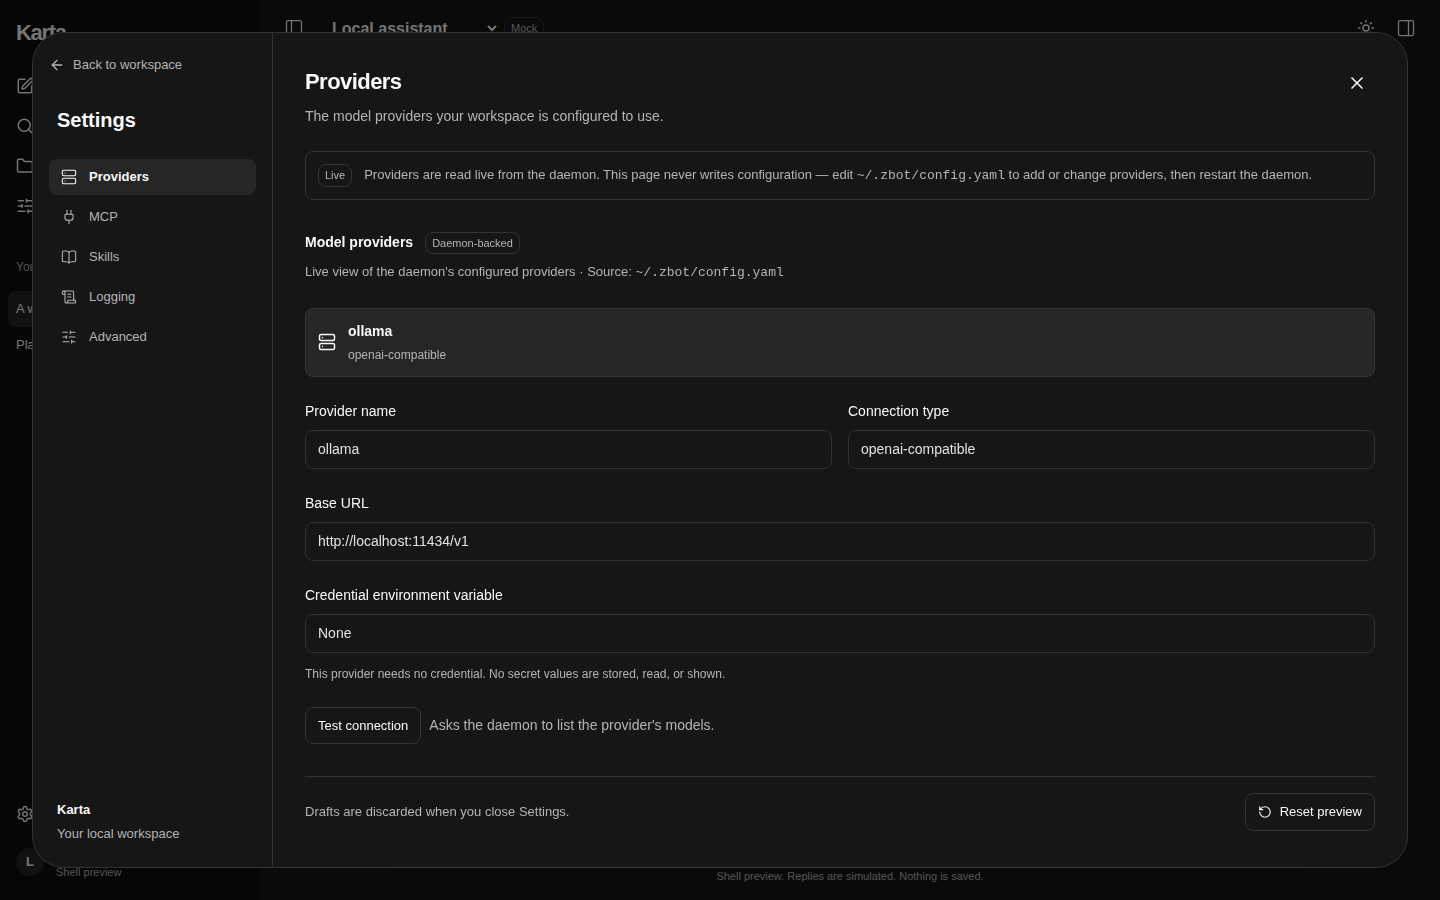 Karta
Local assistant
Mock
Back to workspace
Settings
Providers
MCP
Skills
Logging
Advanced
Karta
Your local workspace
Providers
The model providers your workspace is configured to use.
Live
Providers are read live from the daemon. This page never writes configuration — edit ~/.zbot/config.yaml to add or change providers, then restart the daemon.
Model providers
Daemon-backed
Live view of the daemon's configured providers · Source: ~/.zbot/config.yaml
ollama
openai-compatible
Provider name
ollama
Connection type
openai-compatible
Base URL
http://localhost:11434/v1
Credential environment variable
None
This provider needs no credential. No secret values are stored, read, or shown.
Test connection
Asks the daemon to list the provider's models.
Drafts are discarded when you close Settings.
Reset preview
L
Shell preview
Shell preview. Replies are simulated. Nothing is saved.